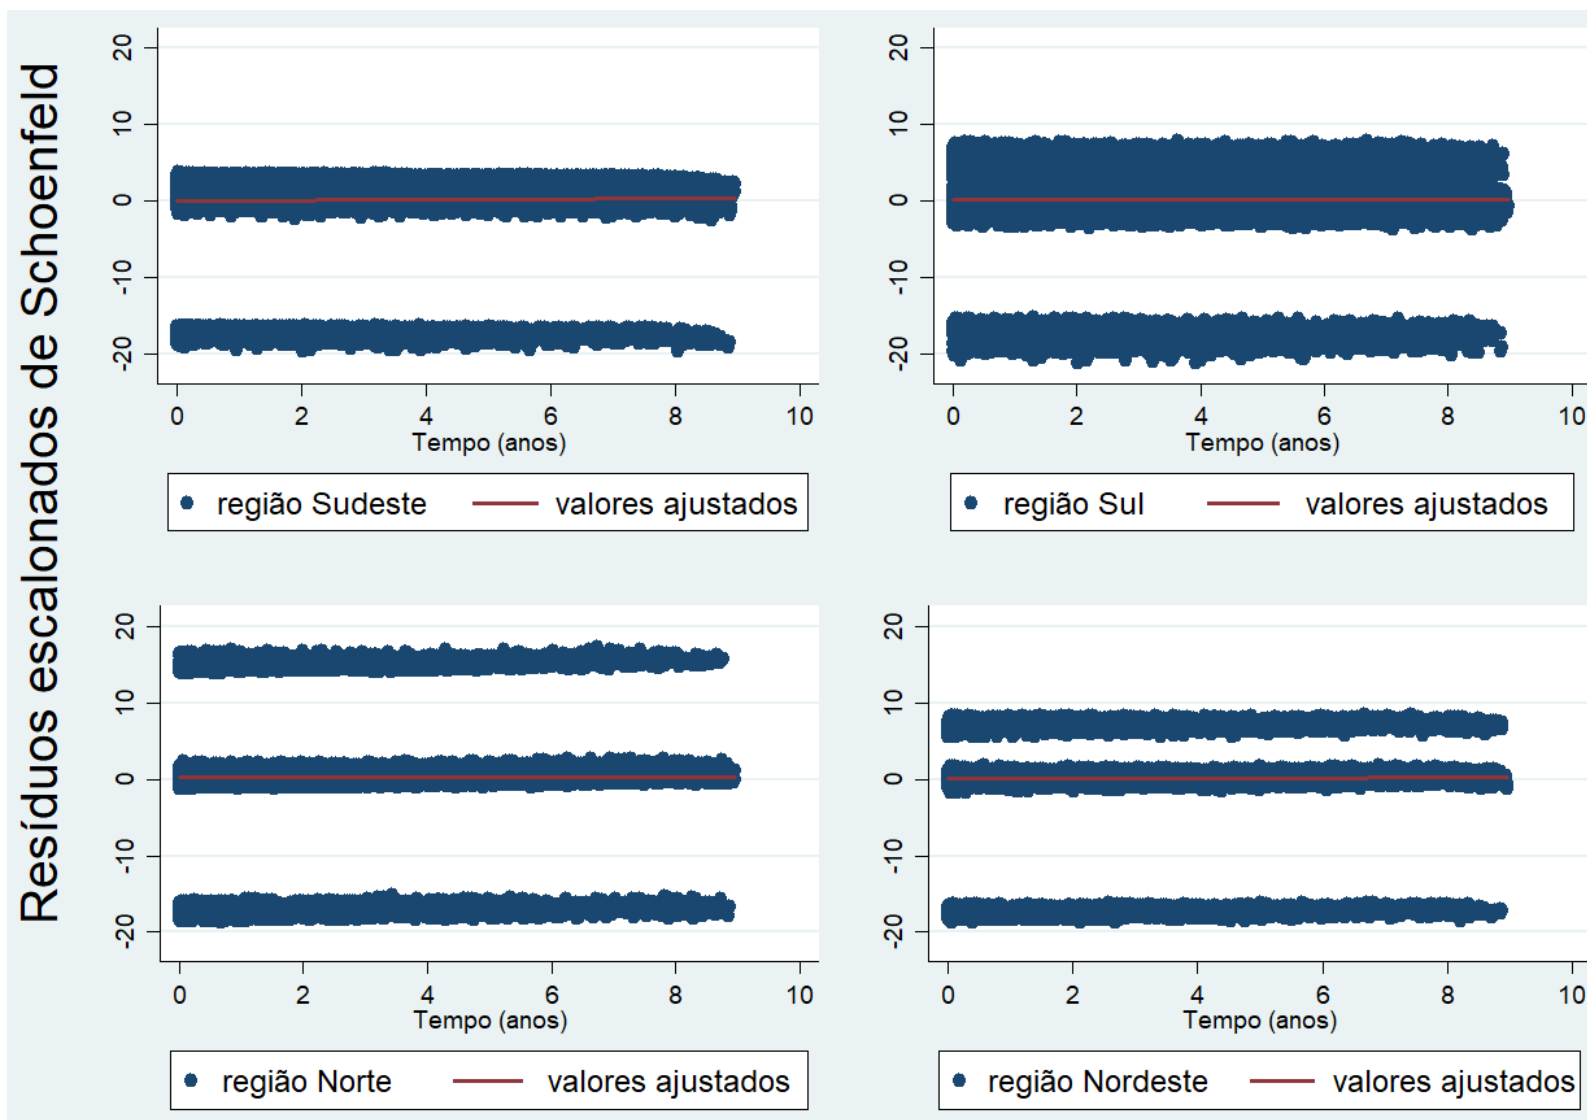 Resíduos escalonados de Schoenfeld
20
10
0
-10
-20
0 2 4 6 8 10
Tempo (anos)
região Sudeste valores ajustados
20
10
0
-10
-20
0 2 4 6 8 10
Tempo (anos)
região Sul valores ajustados
20
10
0
-10
-20
0 2 4 6 8 10
Tempo (anos)
região Norte valores ajustados
20
10
0
-10
-20
0 2 4 6 8 10
Tempo (anos)
região Nordeste valores ajustados